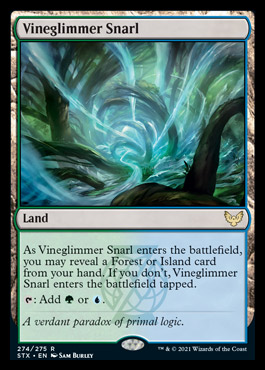 Vineglimmer Snarl
Land
As Vineglimmer Snarl enters the battlefield,
you may reveal a Forest or Island card
from your hand. If you don't, Vineglimmer
Snarl enters the battlefield tapped.
: Add or .
A verdant paradox of primal logic.
274/275 R
STX • EN Sam Burley
™ & © 2021 Wizards of the Coast